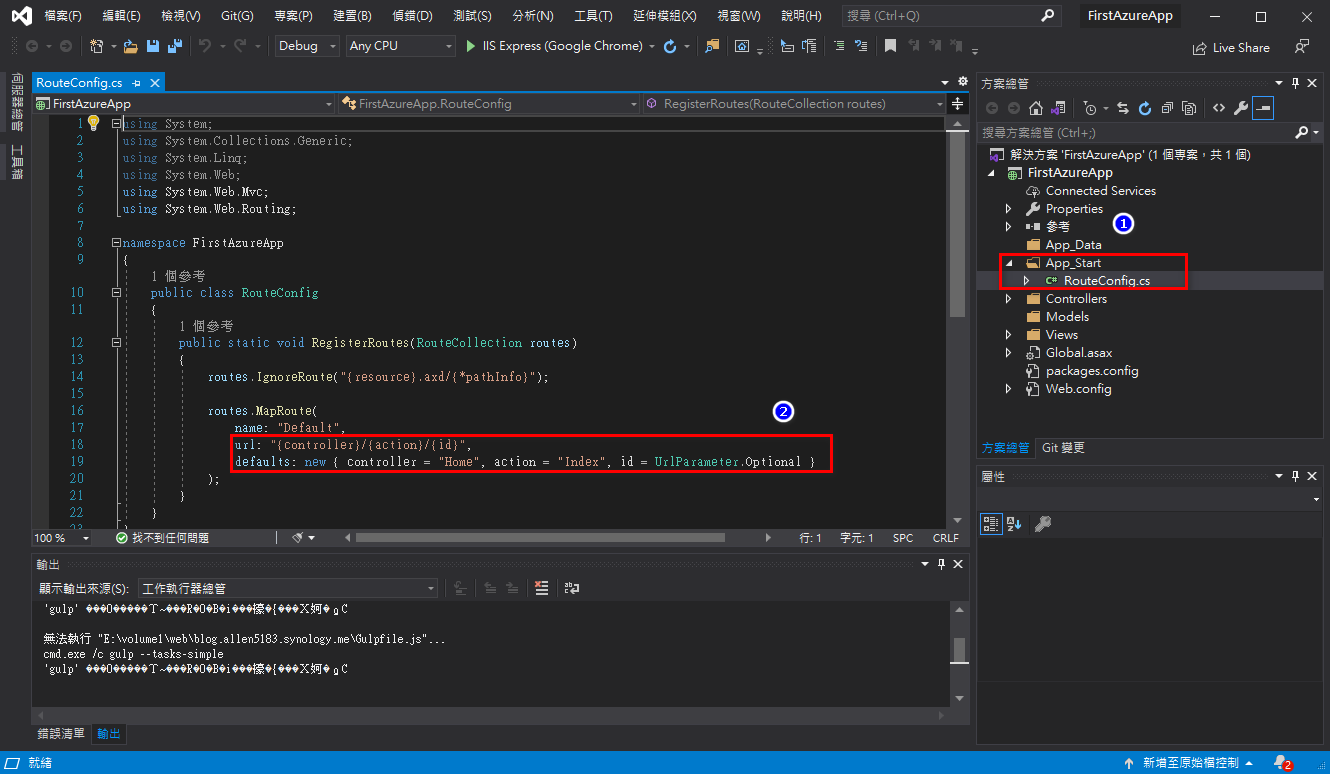 檔案(F) 編輯(E) 檢視(V) Git(G) 專案(P) 建置(B) 偵錯(D) 測試(S) 分析(N) 工具(T) 延伸模組(X) 視窗(W) 說明(H) 搜尋 (Ctrl+Q) FirstAzureApp
Debug Any CPU IIS Express (Google Chrome) Live Share
伺服器總管
工具箱
RouteConfig.cs
FirstAzureApp FirstAzureApp.RouteConfig RegisterRoutes(RouteCollection routes)
1 using System;
2 using System.Collections.Generic;
3 using System.Linq;
4 using System.Web;
5 using System.Web.Mvc;
6 using System.Web.Routing;
7
8 namespace FirstAzureApp
9 {
1 個參考
10 public class RouteConfig
11 {
1 個參考
12 public static void RegisterRoutes(RouteCollection routes)
13 {
14 routes.IgnoreRoute("{resource}.axd/{*pathInfo}");
15
16 routes.MapRoute(
2
17 name: "Default",
18 url: "{controller}/{action}/{id}",
19 defaults: new { controller = "Home", action = "Index", id = UrlParameter.Optional }
20 );
21 }
22 }
23 }
100 % 找不到任何問題 行: 1 字元: 1 SPC CRLF
輸出
顯示輸出來源(S): 工作執行器總管
'gulp'
無法執行 "E:\volume1\web\blog.allen5183.synology.me\Gulpfile.js"...
cmd.exe /c gulp --tasks-simple
'gulp'
錯誤清單 輸出
方案總管
搜尋方案總管 (Ctrl+;)
解決方案 'FirstAzureApp' (1 個專案，共 1 個)
FirstAzureApp
Connected Services
Properties
1
參考
App_Data
App_Start
C# RouteConfig.cs
Controllers
Models
Views
Global.asax
packages.config
Web.config
方案總管 Git 變更
屬性
就緒 新增至原始檔控制 2